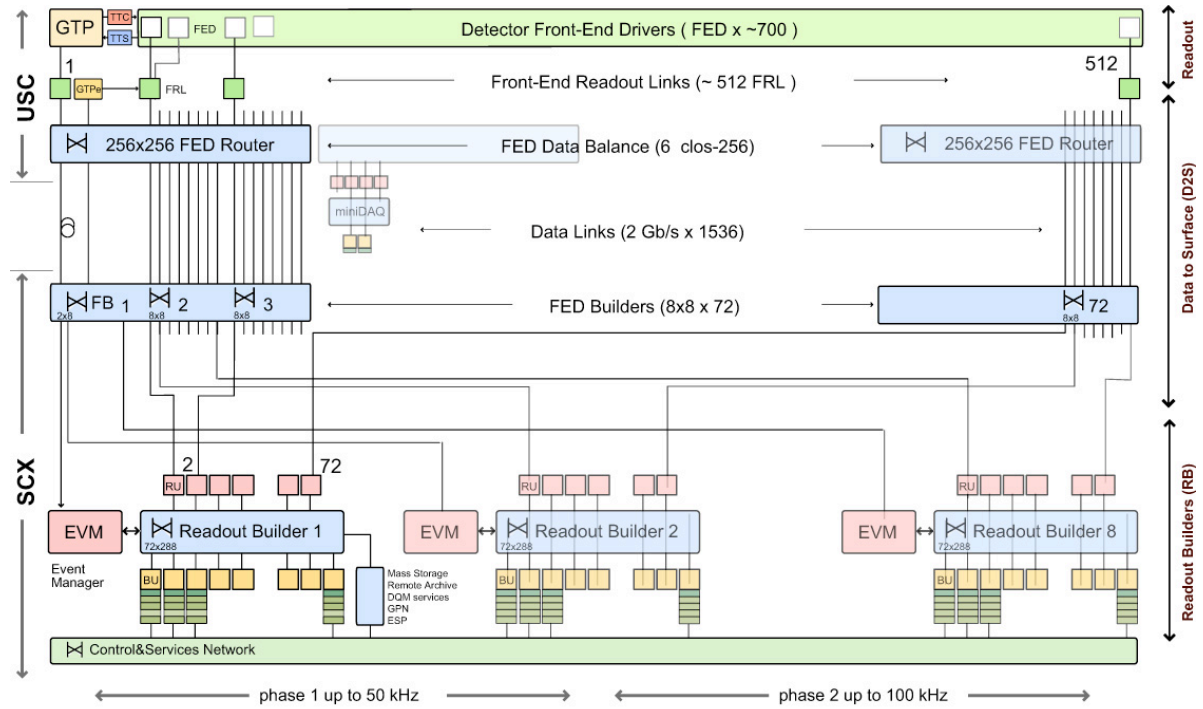 GTP
TTC
TTS
FED
Detector Front-End Drivers ( FED x ~700 )
Readout
1
512
GTPe
FRL
Front-End Readout Links (~ 512 FRL )
USC
256x256 FED Router
FED Data Balance (6 clos-256)
256x256 FED Router
miniDAQ
Data Links (2 Gb/s x 1536)
Data to Surface (D2S)
FB 1
2
3
2x8
8x8
8x8
FED Builders (8x8 x 72)
72
8x8
SCX
2
72
RU
RU
RU
EVM
Readout Builder 1
72x288
EVM
Readout Builder 2
72x288
EVM
Readout Builder 8
72x288
Readout Builders (RB)
Event
Manager
BU
BU
BU
Mass Storage
Remote Archive
DQM services
GPN
ESP
Control&Services Network
phase 1 up to 50 kHz
phase 2 up to 100 kHz